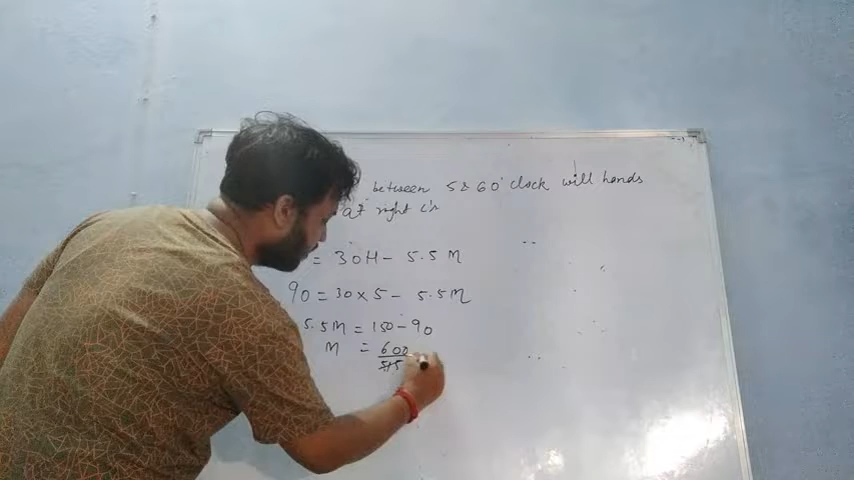 between 5 & 6 O'clock will hands
at right
= 30H - 5.5M
90 = 30 × 5 - 5.5M
5.5M = 150 - 90
M = 600